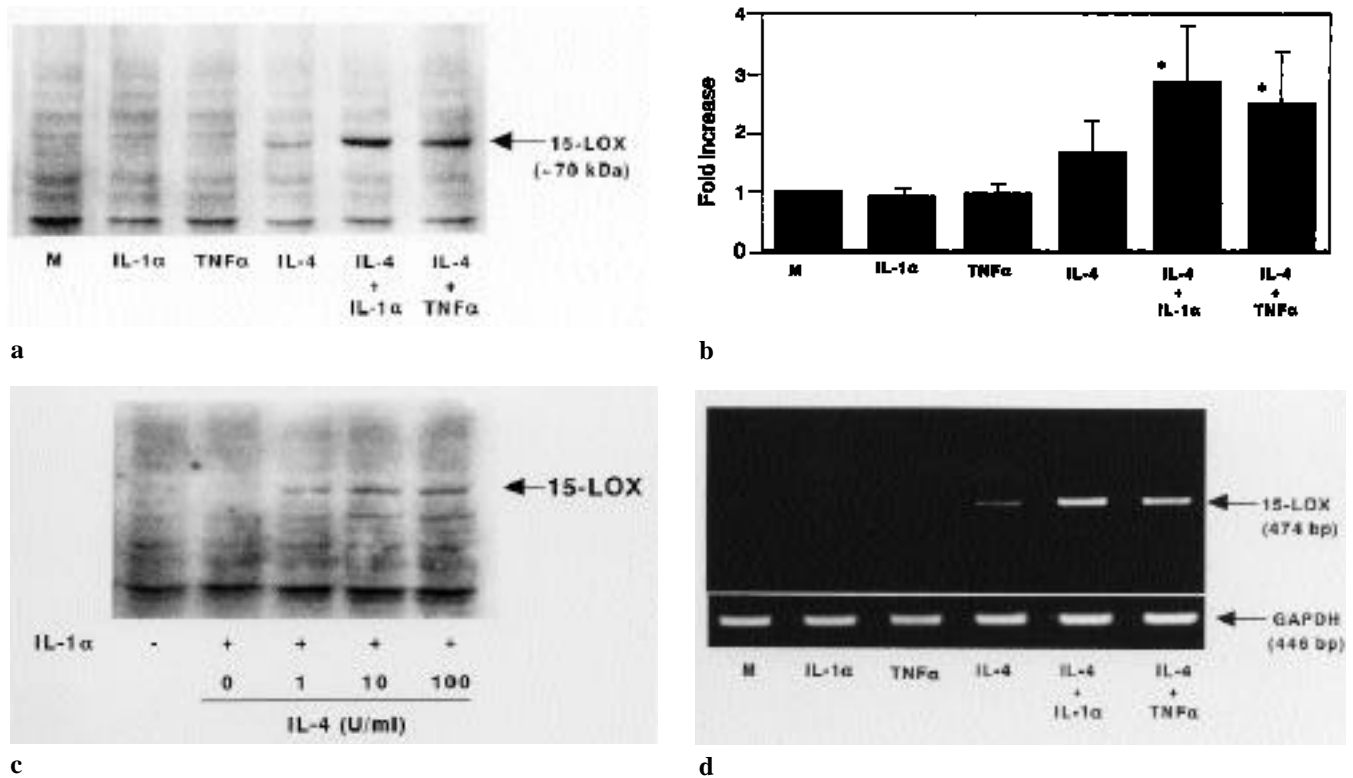 15-LOX
(~70 kDa)
M IL-1α TNFα IL-4 IL-4 IL-4
+ +
IL-1α TNFα
a
Fold increase
4
3
2
1
0
* *
M IL-1α TNFα IL-4 IL-4 IL-4
+ +
IL-1α TNFα
b
15-LOX
IL-1α - + + + +
0 1 10 100
IL-4 (U/ml)
c
15-LOX
(474 bp)
GAPDH
(446 bp)
M IL-1α TNFα IL-4 IL-4 IL-4
+ +
IL-1α TNFα
d